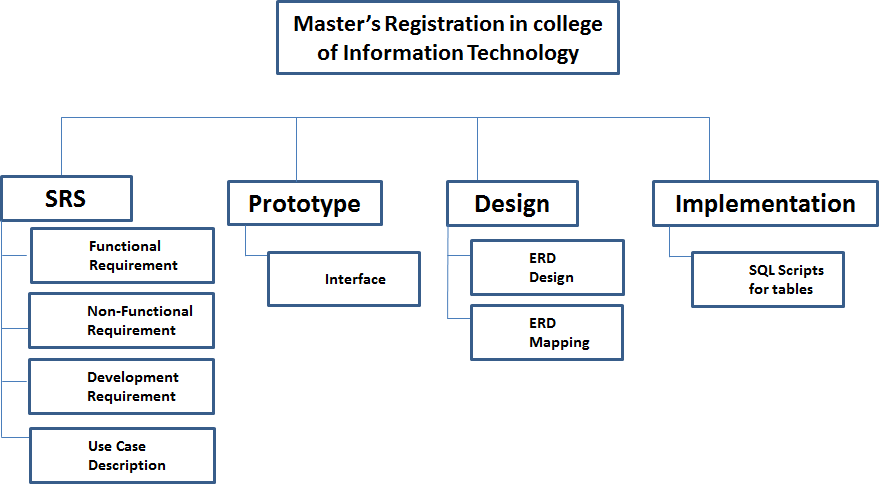 Master’s Registration in college
of Information Technology
SRS
Functional
Requirement
Non-Functional
Requirement
Development
Requirement
Use Case
Description
Prototype
Interface
Design
ERD
Design
ERD
Mapping
Implementation
SQL Scripts
for tables